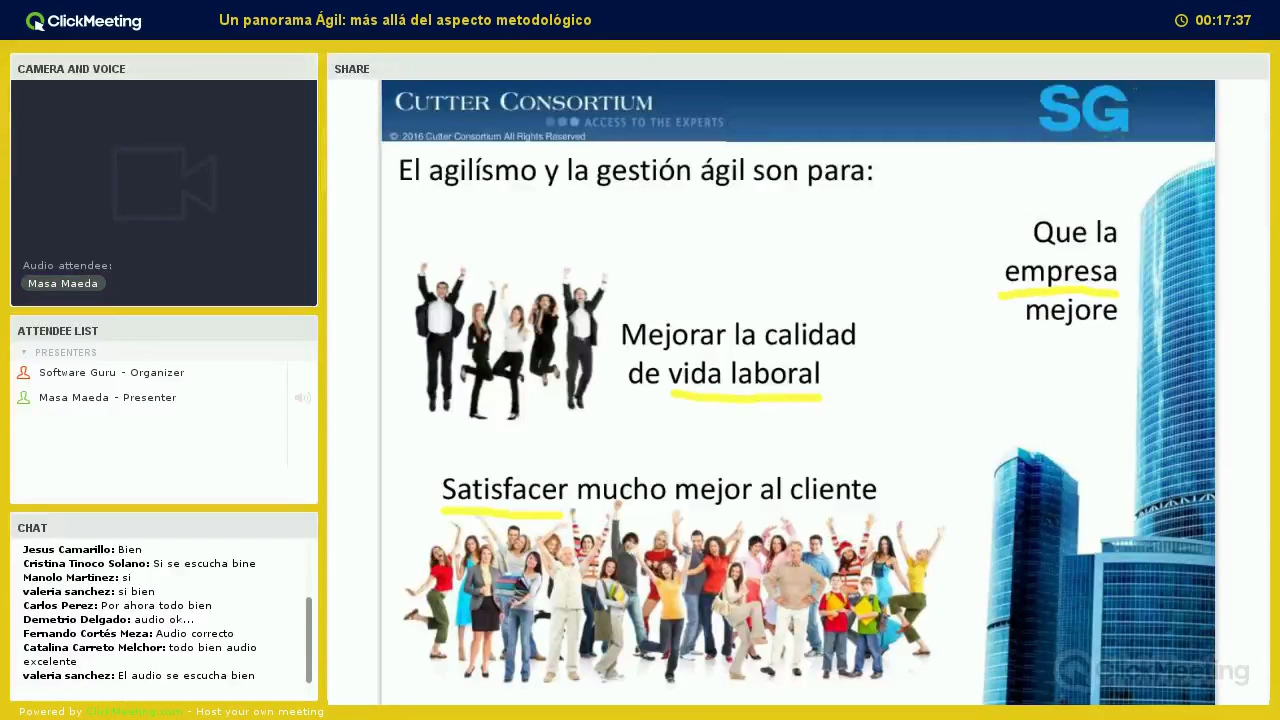 ClickMeeting
Un panorama Ágil: más allá del aspecto metodológico
00:17:37
CAMERA AND VOICE
Audio attendee:
Masa Maeda
ATTENDEE LIST
PRESENTERS
Software Guru - Organizer
Masa Maeda - Presenter
CHAT
Jesus Camarillo: Bien
Cristina Tinoco Solano: Si se escucha bine
Manolo Martinez: si
valeria sanchez: si bien
Carlos Perez: Por ahora todo bien
Demetrio Delgado: audio ok...
Fernando Cortés Meza: Audio correcto
Catalina Carreto Melchor: todo bien audio
excelente
valeria sanchez: El audio se escucha bien
Powered by ClickMeeting.com - Host your own meeting
SHARE
CUTTER CONSORTIUM
ACCESS TO THE EXPERTS
© 2016 Cutter Consortium All Rights Reserved
SG
El agilísmo y la gestión ágil son para:
Que la
empresa
mejore
Mejorar la calidad
de vida laboral
Satisfacer mucho mejor al cliente
ClickMeeting